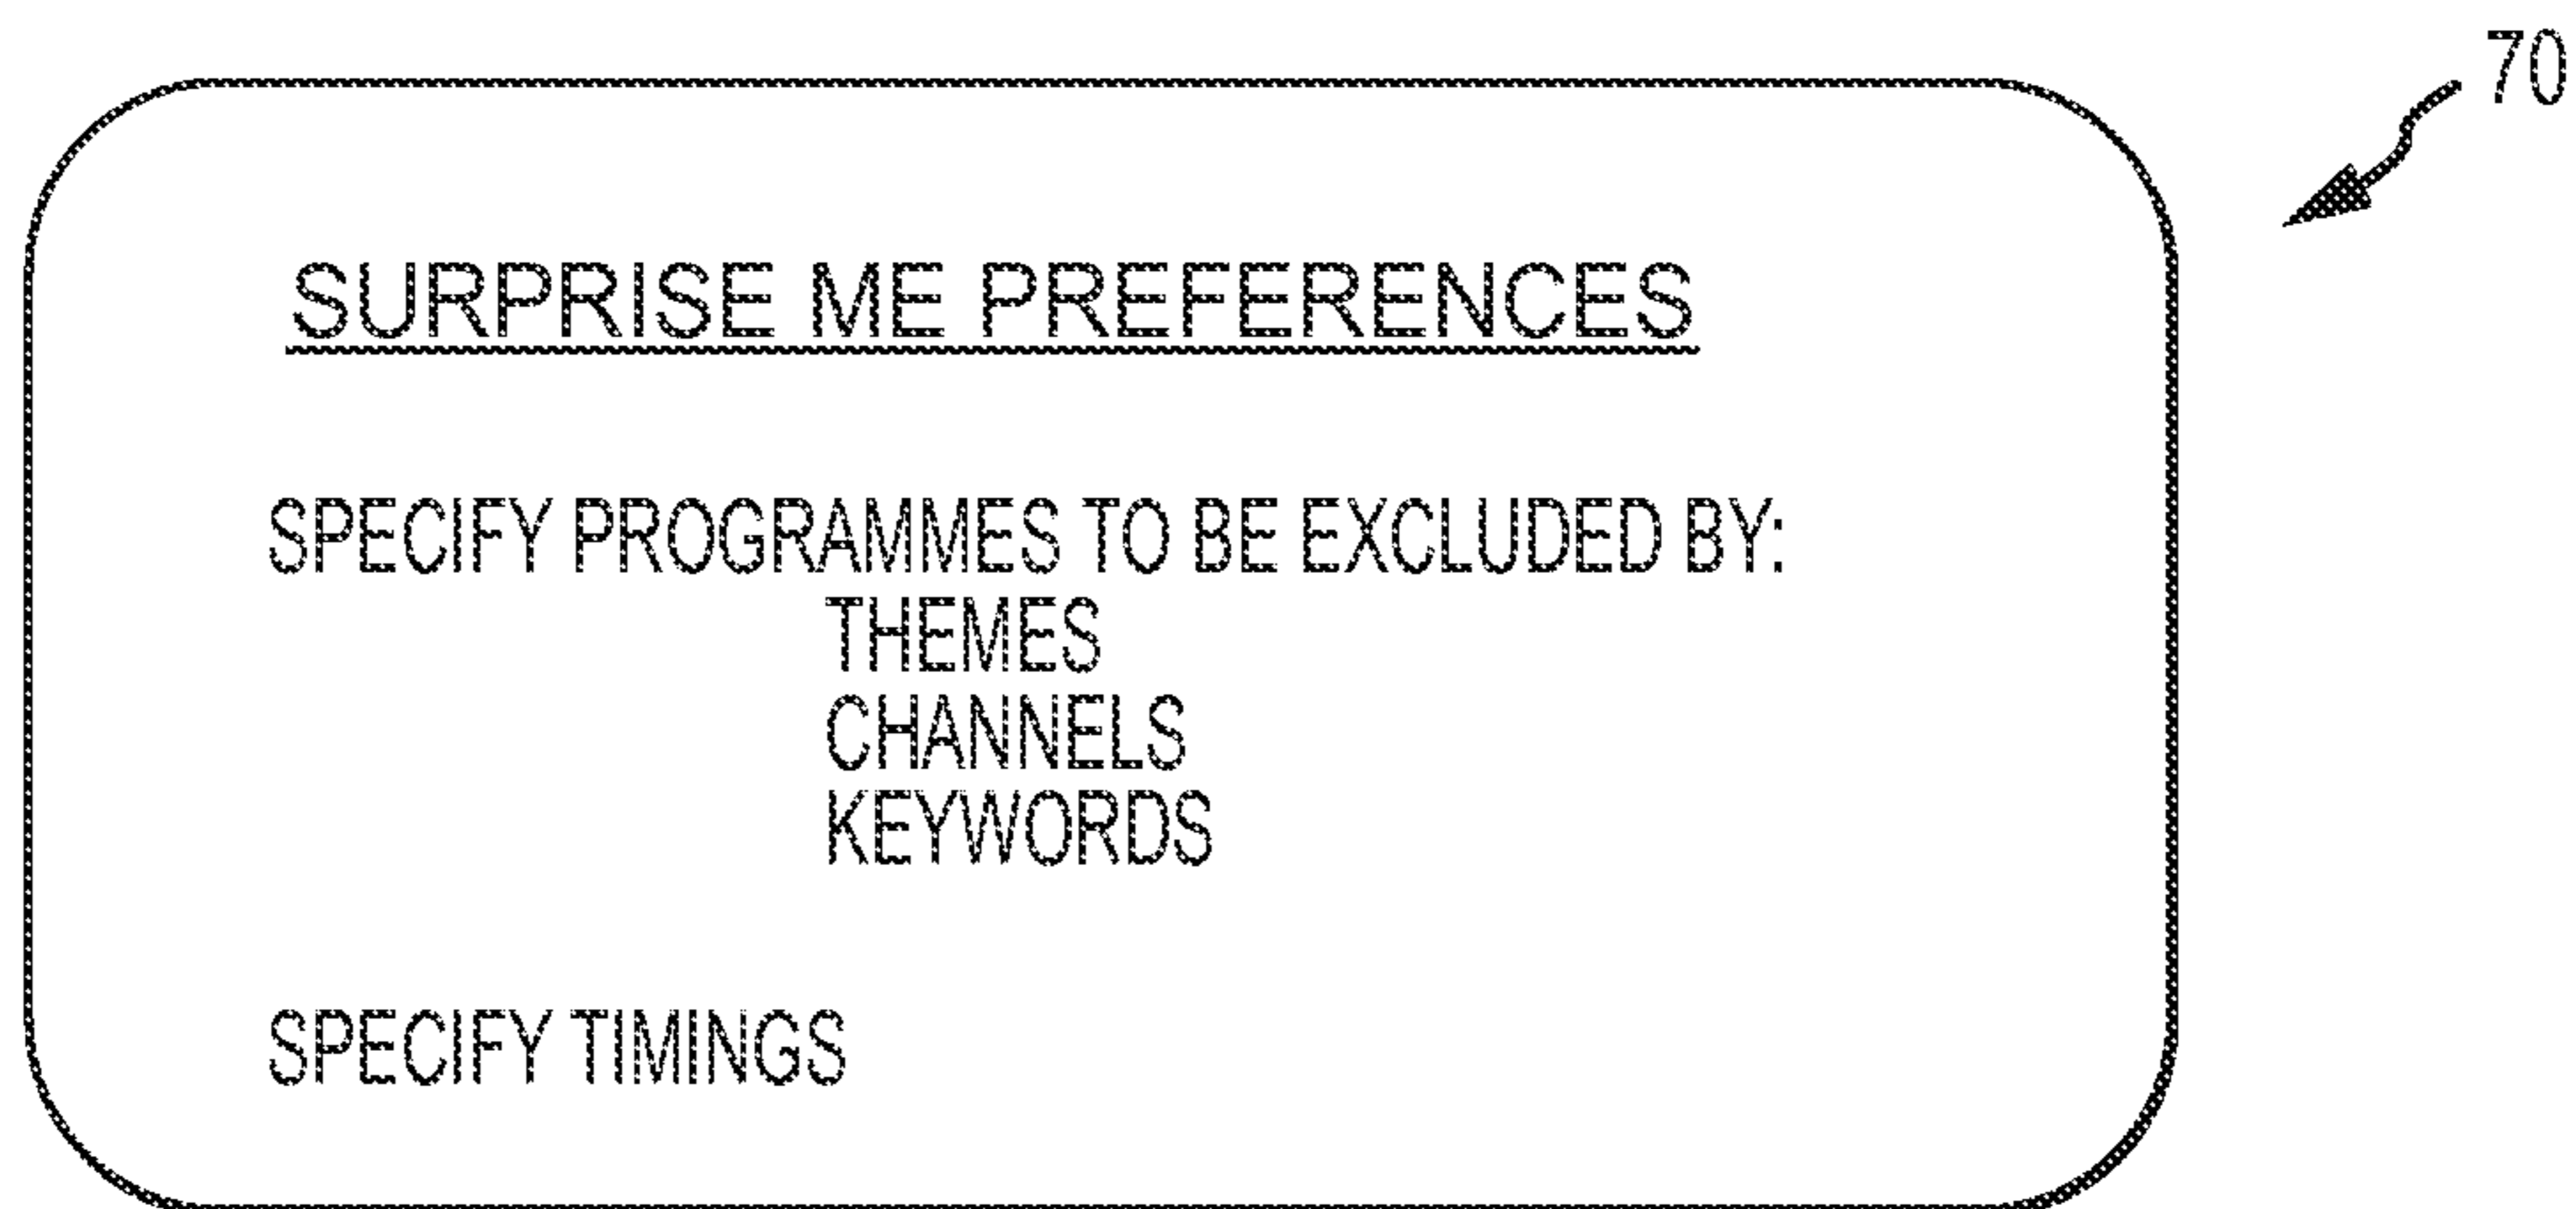 70
SURPRISE ME PREFERENCES
SPECIFY PROGRAMMES TO BE EXCLUDED BY:
THEMES
CHANNELS
KEYWORDS
SPECIFY TIMINGS